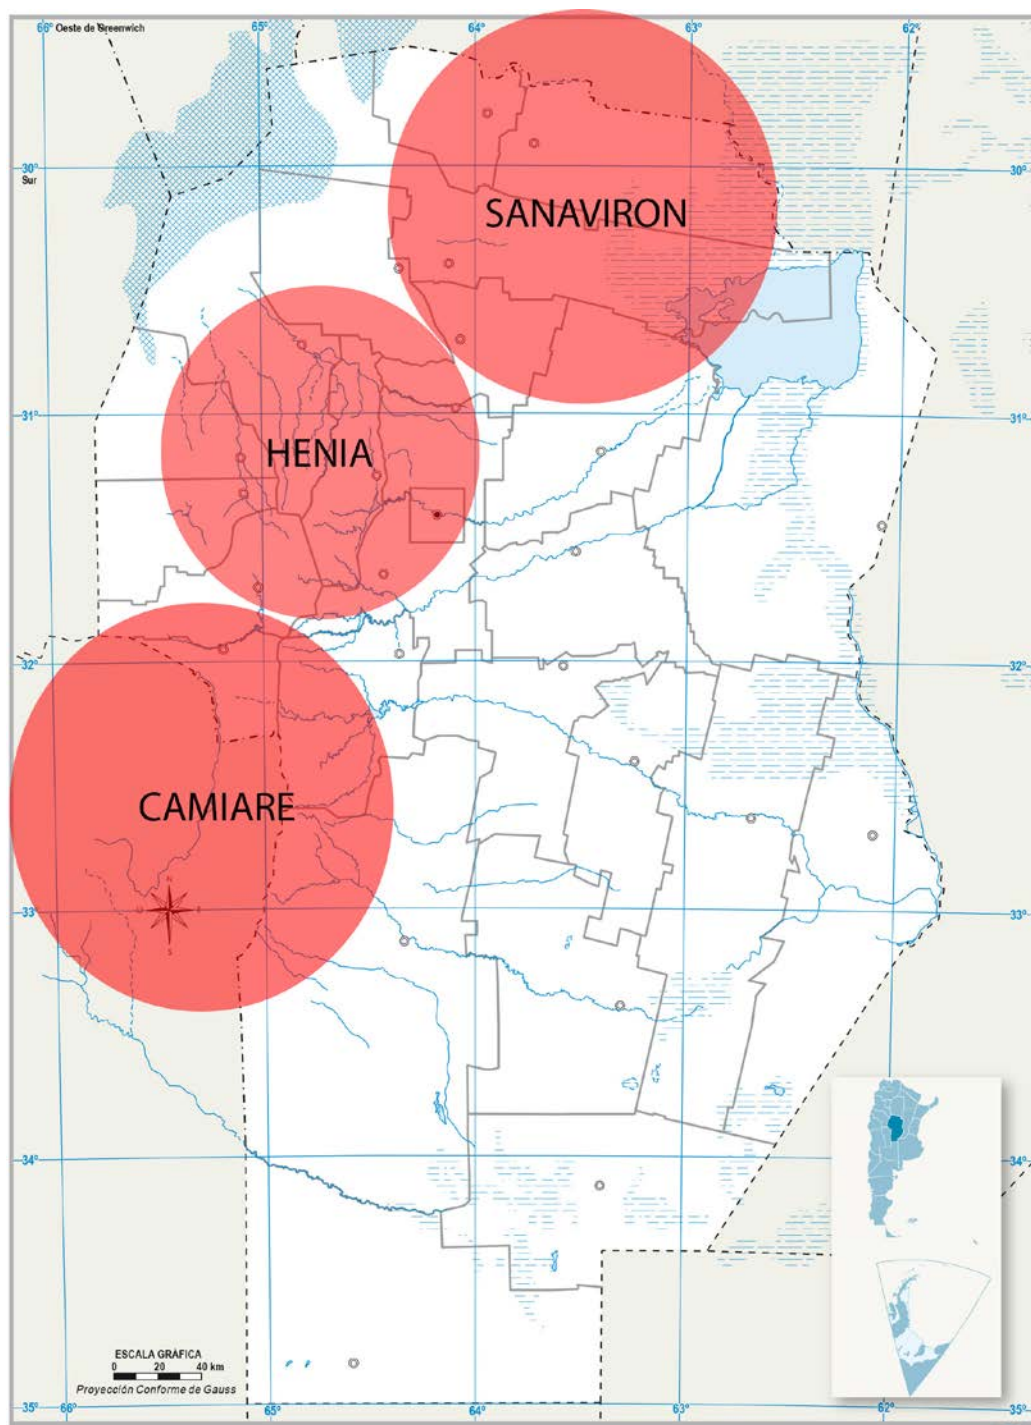 66° Oeste de Greenwich 65° 64° 63° 62°
30° 30°
Sur
SANAVIRON
31° 31°
HENIA
32° 32°
CAMIARE
N
O E
S
33° 33°
34° 34°
ESCALA GRÁFICA
0 20 40 km
Proyección Conforme de Gauss
35° 66° 65° 64° 63° 62° 35°